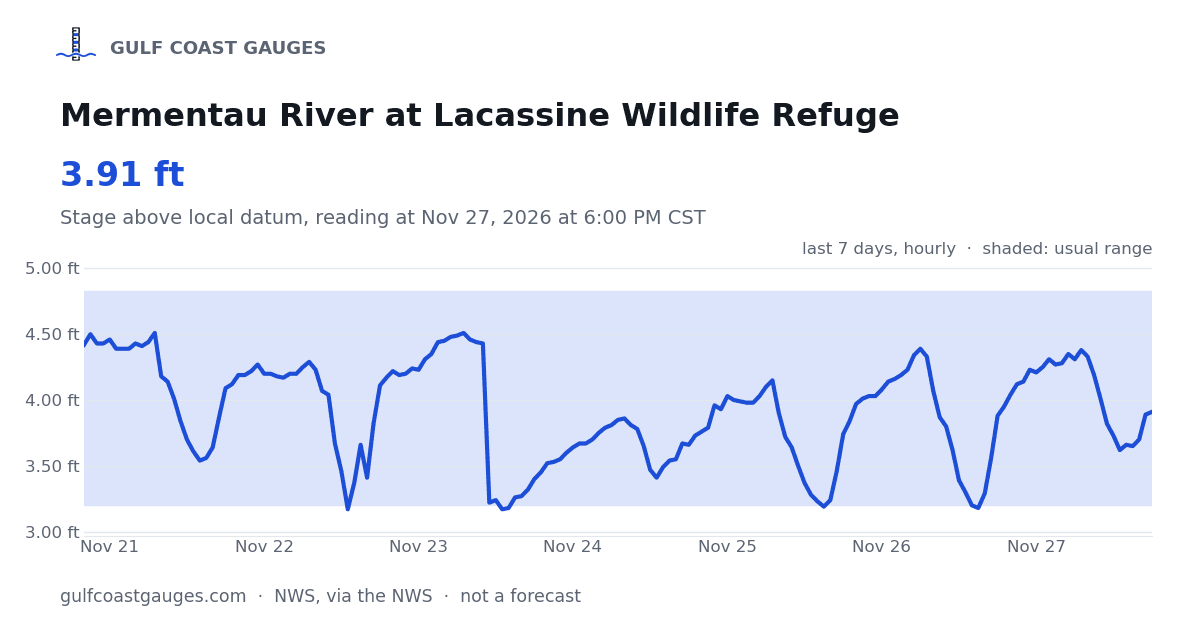 GULF COAST GAUGES
Mermentau River at Lacassine Wildlife Refuge
3.91 ft
Stage above local datum, reading at Nov 27, 2026 at 6:00 PM CST
last 7 days, hourly · shaded: usual range
5.00 ft
4.50 ft
4.00 ft
3.50 ft
3.00 ft
Nov 21 Nov 22 Nov 23 Nov 24 Nov 25 Nov 26 Nov 27
gulfcoastgauges.com · NWS, via the NWS · not a forecast